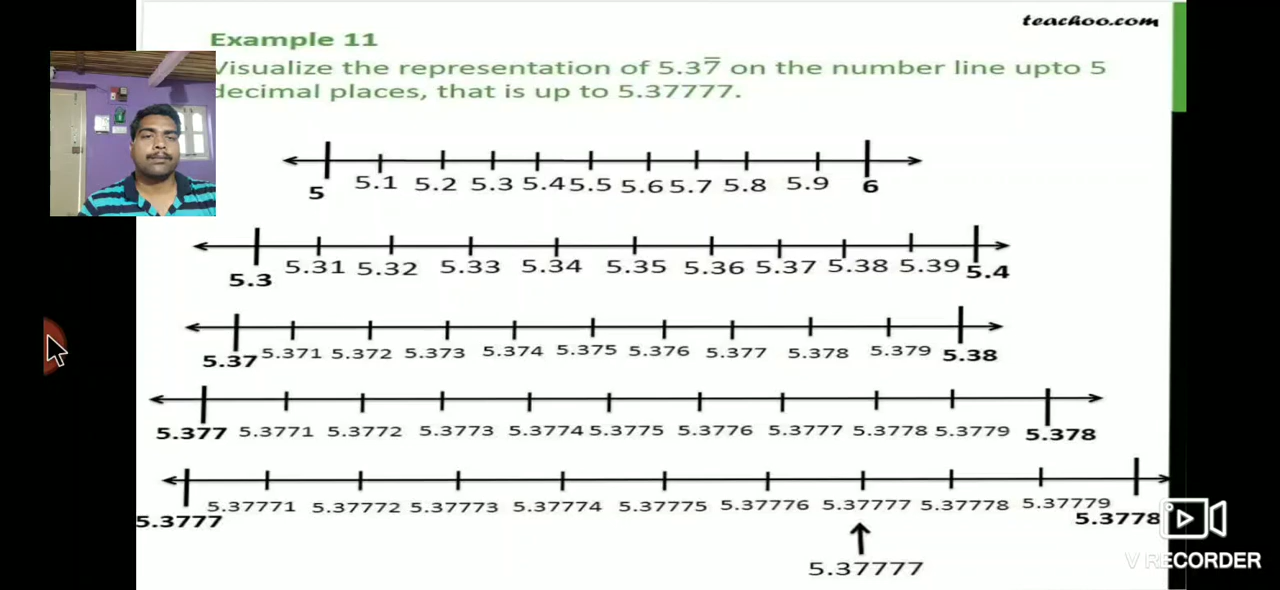 teachoo.com
Example 11
Visualize the representation of 5.37̅ on the number line upto 5
decimal places, that is up to 5.37777.
5 5.1 5.2 5.3 5.4 5.5 5.6 5.7 5.8 5.9 6
5.3 5.31 5.32 5.33 5.34 5.35 5.36 5.37 5.38 5.39 5.4
5.37 5.371 5.372 5.373 5.374 5.375 5.376 5.377 5.378 5.379 5.38
5.377 5.3771 5.3772 5.3773 5.3774 5.3775 5.3776 5.3777 5.3778 5.3779 5.378
5.3777 5.37771 5.37772 5.37773 5.37774 5.37775 5.37776 5.37777 5.37778 5.37779 5.3778
5.37777
V RECORDER